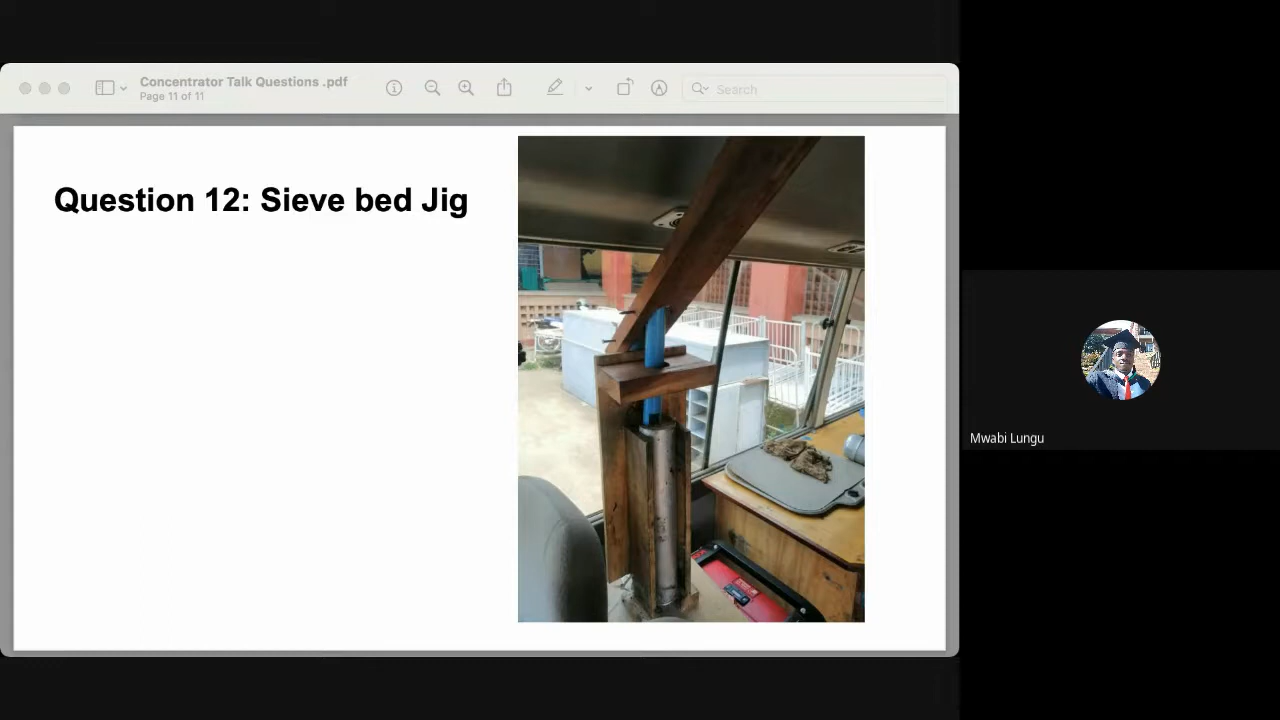 Concentrator Talk Questions .pdf
Page 11 of 11
Search
Question 12: Sieve bed Jig
Mwabi Lungu